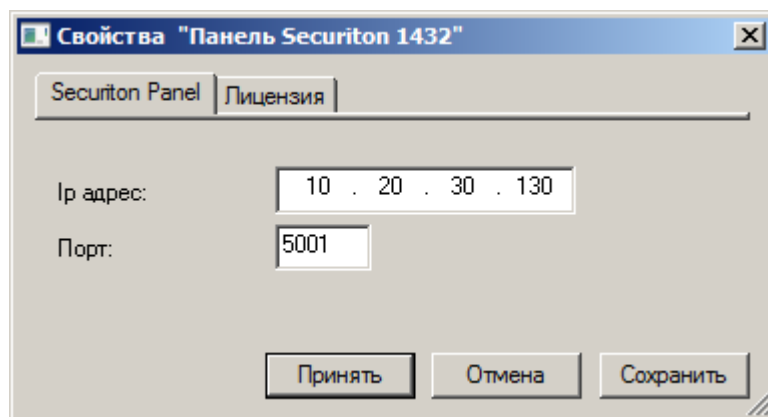 Свойства "Панель Securiton 1432"
Securiton Panel Лицензия
Ip адрес: 10 . 20 . 30 . 130
Порт: 5001
Принять Отмена Сохранить